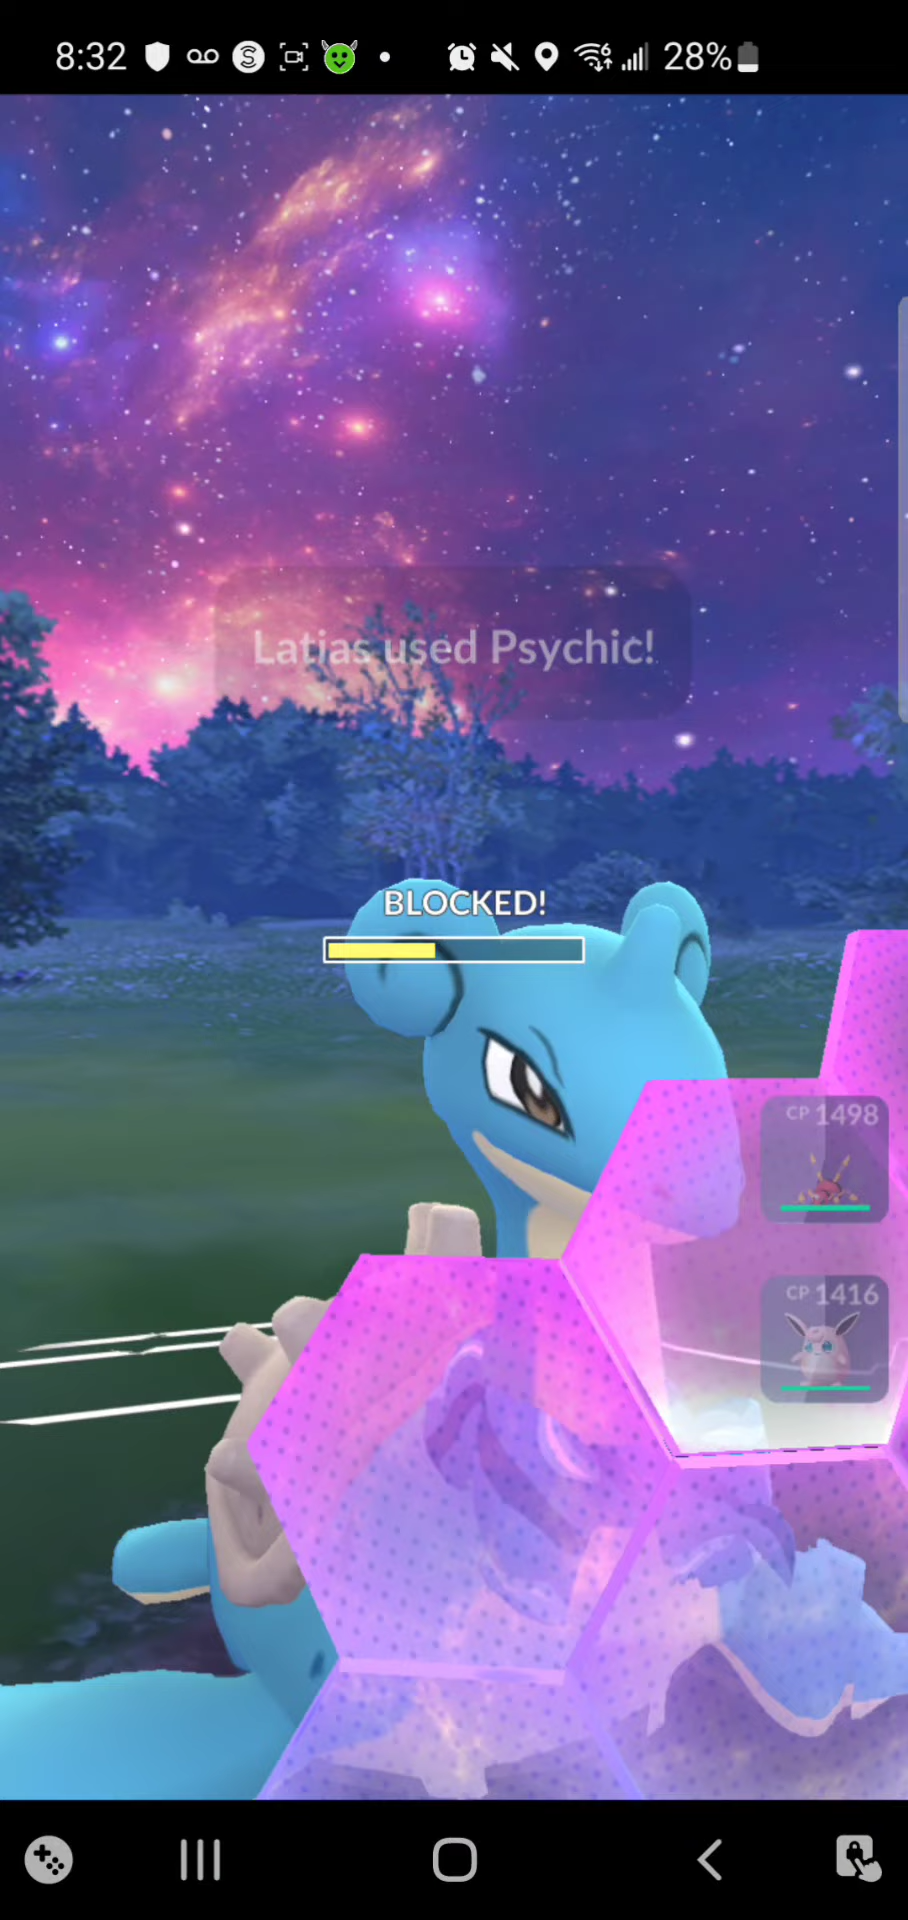 8:32 28%
Latias used Psychic!
BLOCKED!
CP 1498
CP 1416